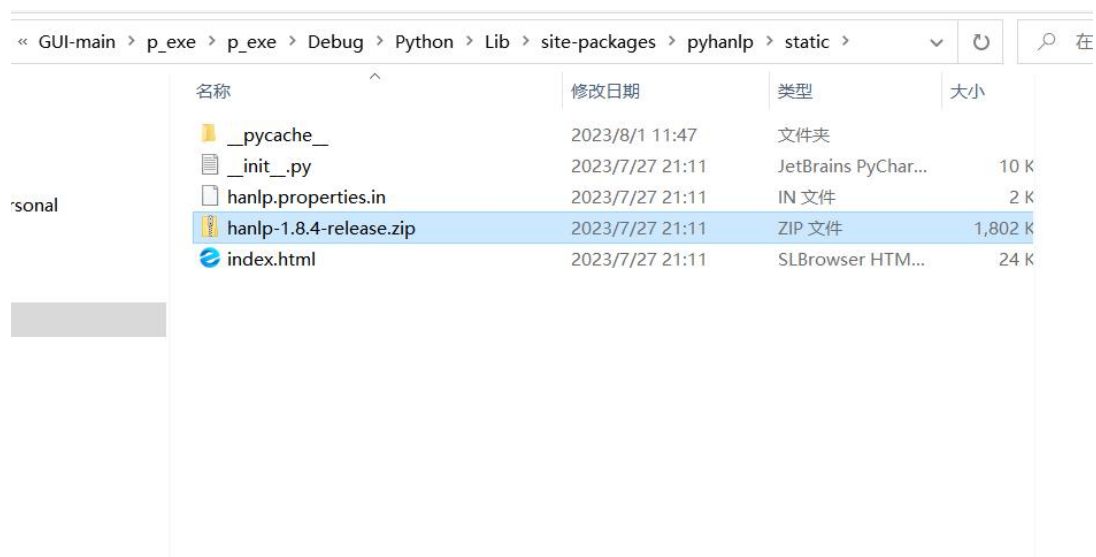 « GUI-main > p_exe > p_exe > Debug > Python > Lib > site-packages > pyhanlp > static > 在
名称 修改日期 类型 大小
__pycache__ 2023/8/1 11:47 文件夹
__init__.py 2023/7/27 21:11 JetBrains PyChar... 10 K
hanlp.properties.in 2023/7/27 21:11 IN 文件 2 K
rsonal
hanlp-1.8.4-release.zip 2023/7/27 21:11 ZIP 文件 1,802 K
index.html 2023/7/27 21:11 SLBrowser HTM... 24 K